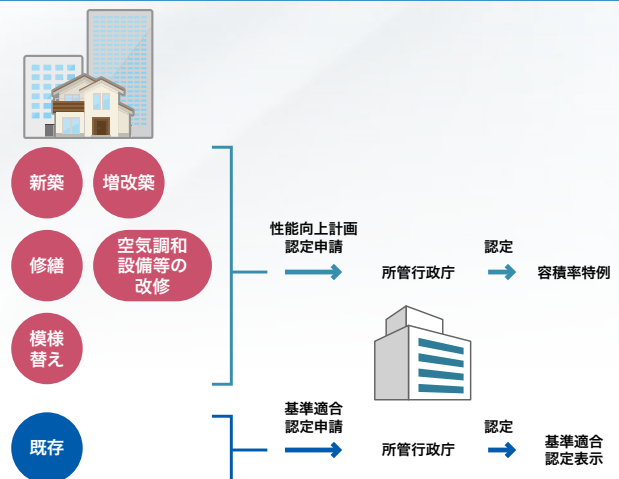 新築
増改築
修繕
空気調和
設備等の
改修
模様
替え
性能向上計画
認定申請
所管行政庁
認定
容積率特例
既存
基準適合
認定申請
所管行政庁
認定
基準適合
認定表示